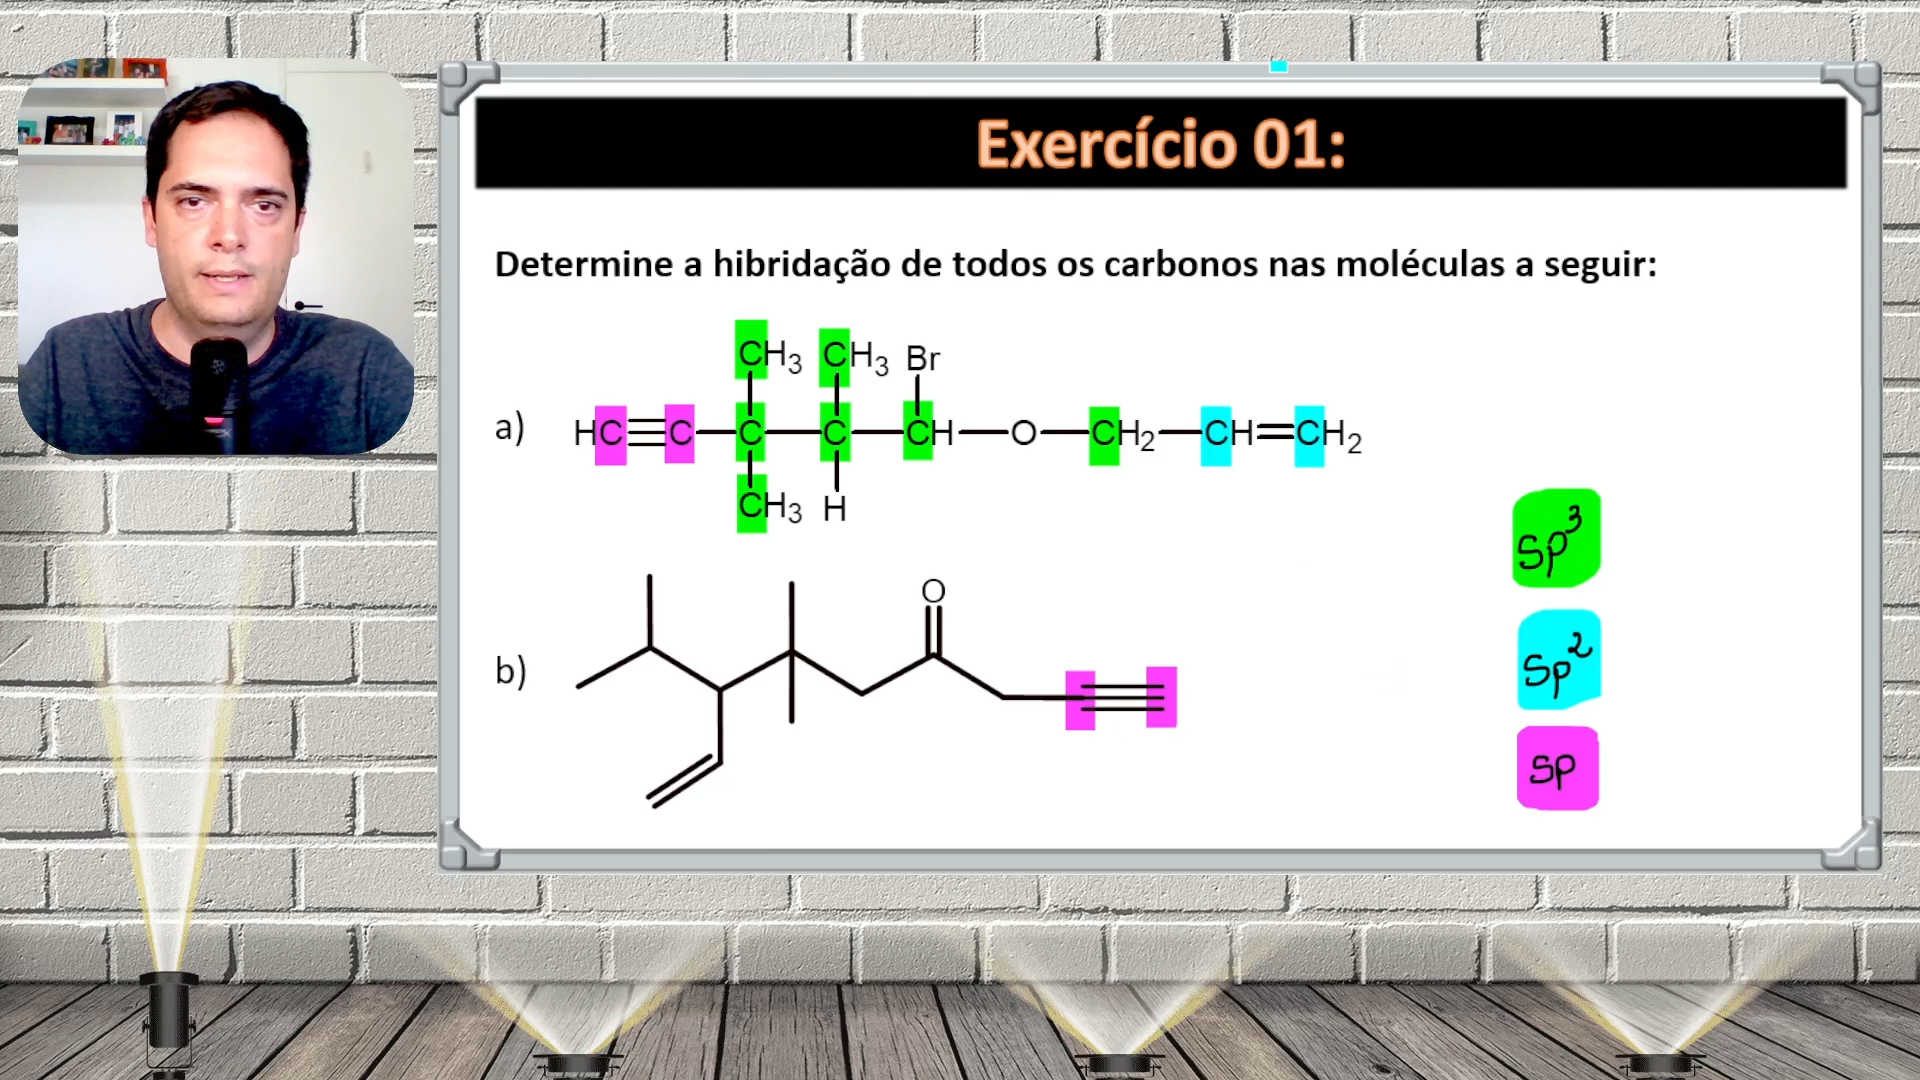 Exercício 01:
Determine a hibridação de todos os carbonos nas moléculas a seguir:
CH3 CH3 Br
a) HC≡C—C—C—CH—O—CH2—CH=CH2
CH3 H
O
b)
Sp³
Sp²
Sp